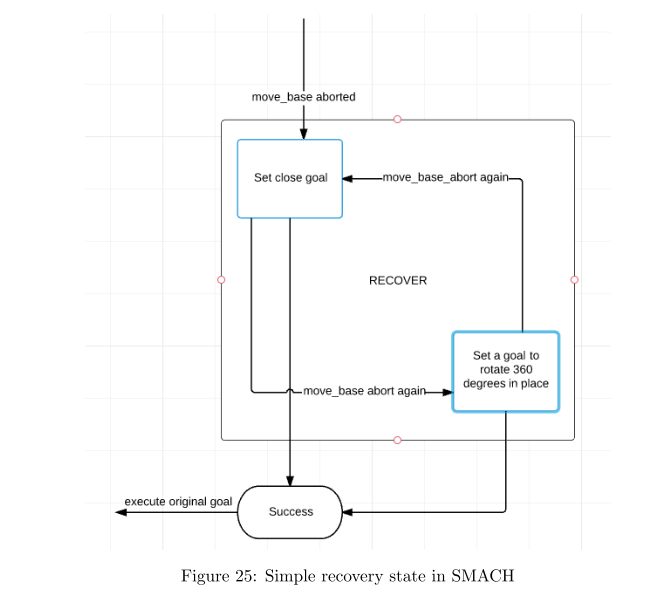 move_base aborted
Set close goal
move_base_abort again
RECOVER
Set a goal to
rotate 360
degrees in place
move_base abort again
execute original goal
Success
Figure 25: Simple recovery state in SMACH